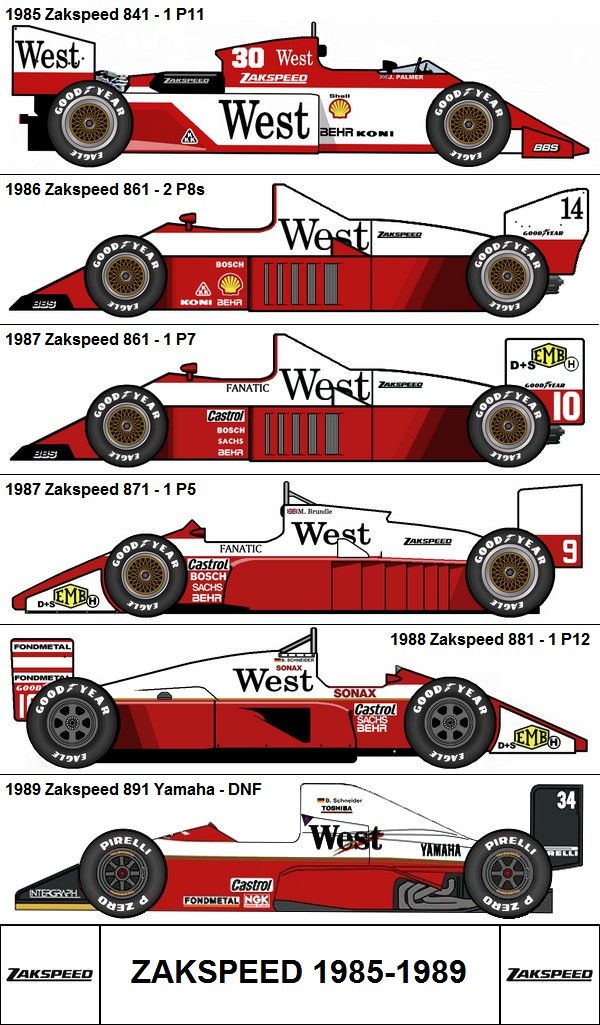 1985 Zakspeed 841 - 1 P11
West
30 West
ZAKSPEED
ZAKSPEED
J. PALMER
GOODYEAR
EAGLE
West
Shell
BEHR KONI
GOODYEAR
EAGLE
BBS
1986 Zakspeed 861 - 2 P8s
14
GOODYEAR
West
ZAKSPEED
GOODYEAR
EAGLE
BOSCH
KONI BEHR
GOODYEAR
EAGLE
BBS
1987 Zakspeed 861 - 1 P7
D+S EMB H
GOODYEAR
10
FANATIC
West
ZAKSPEED
GOODYEAR
EAGLE
Castrol
BOSCH
SACHS
BEHR
GOODYEAR
EAGLE
BBS
1987 Zakspeed 871 - 1 P5
M. Brundle
West
ZAKSPEED
9
FANATIC
GOODYEAR
EAGLE
Castrol
BOSCH
SACHS
BEHR
GOODYEAR
EAGLE
D+S EMB H
1988 Zakspeed 881 - 1 P12
FONDMETAL
FONDMETAL
B. SCHNEIDER
SONAX
West
SONAX
GOODYEAR
EAGLE
Castrol
SACHS
BEHR
GOODYEAR
EAGLE
D+S EMB H
1989 Zakspeed 891 Yamaha - DNF
34
B. Schneider
TOSHIBA
West
YAMAHA
PIRELLI
P ZERO
PIRELLI
P ZERO
INTERGRAPH
Castrol
FONDMETAL NGK
ZAKSPEED
ZAKSPEED 1985-1989
ZAKSPEED